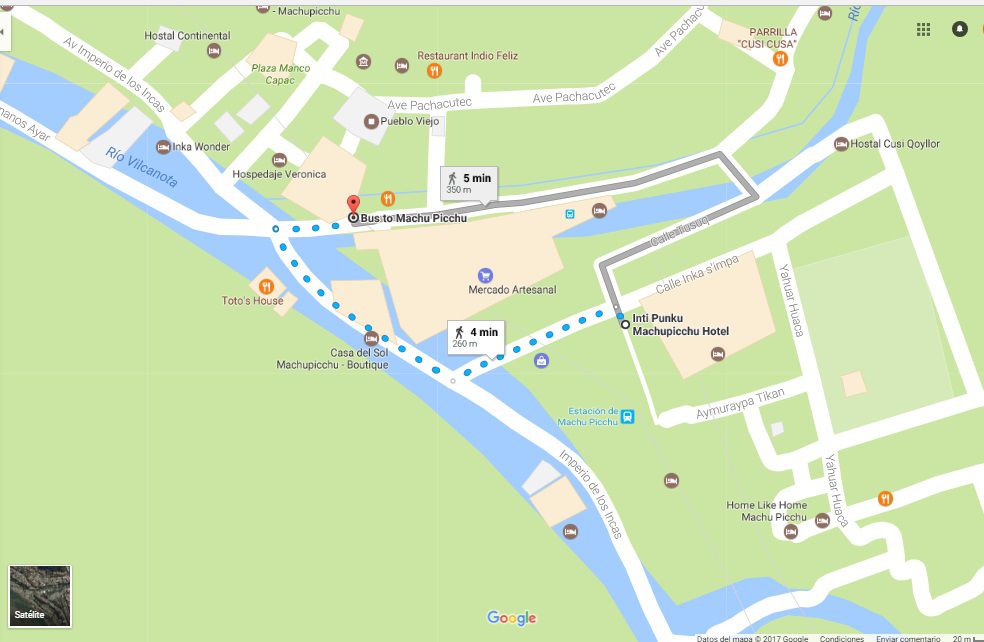 - Machupicchu
Hostal Continental
Av Imperio de los Incas
Plaza Manco
Capac
Restaurant Indio Feliz
Ave Pachacutec
Ave Pachacutec
PARRILLA
"CUSI CUSA"
Río
Pueblo Viejo
manos Ayar
Río Vilcanota
Inka Wonder
Hospedaje Veronica
Hostal Cusi Qoyllor
5 min
350 m
Bus to Machu Picchu
Calle Tusuq
Calle Inka s'impa
Mercado Artesanal
Toto's House
Yahuar Huaca
Inti Punku
Machupicchu Hotel
4 min
260 m
Casa del Sol
Machupicchu - Boutique
Estación de
Machu Picchu
Aymuraypa Tikan
Imperio de los Incas
Yahuar Huaca
Home Like Home
Machu Picchu
Satélite
Google
Datos del mapa © 2017 Google Condiciones Enviar comentario 20 m